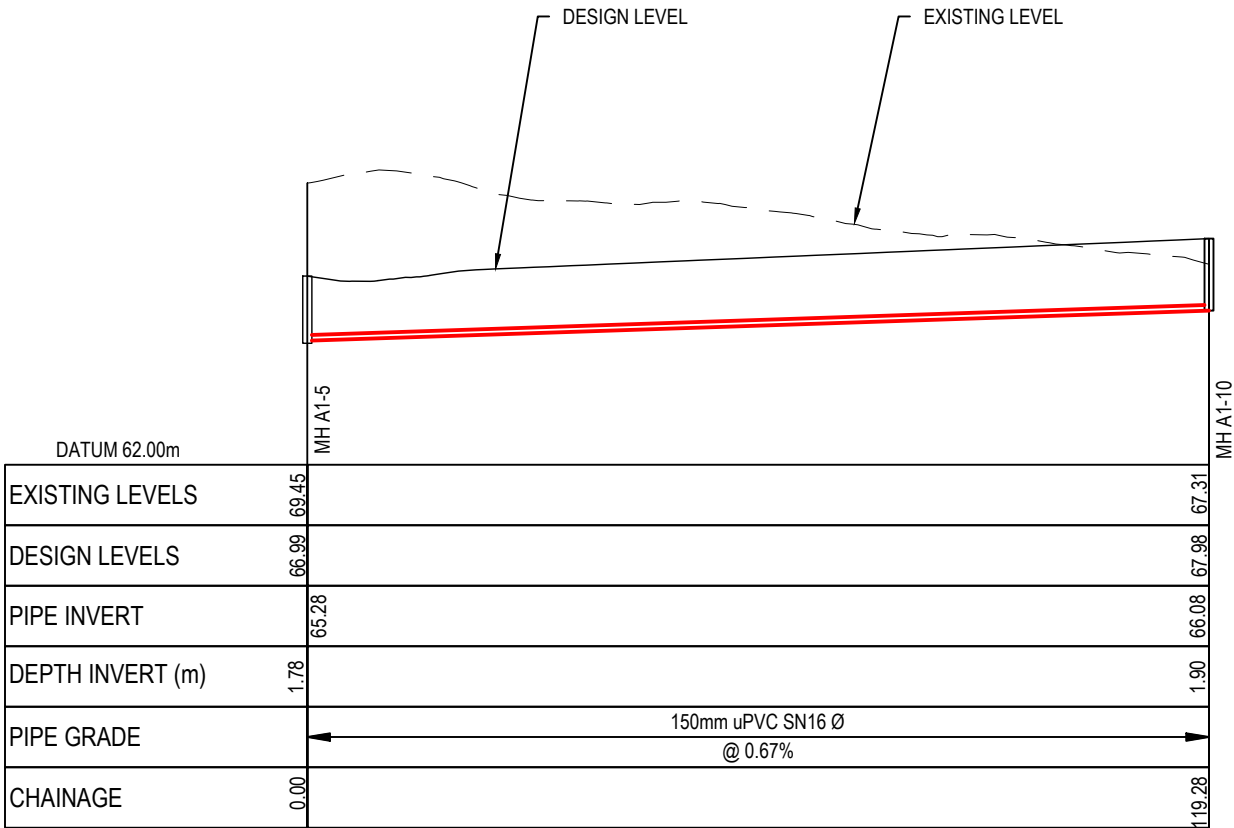 DESIGN LEVEL
EXISTING LEVEL
MH A1-5
MH A1-10
DATUM 62.00m
EXISTING LEVELS 69.45 67.31
DESIGN LEVELS 66.99 67.98
PIPE INVERT 65.28 66.08
DEPTH INVERT (m) 1.78 1.90
PIPE GRADE
150mm uPVC SN16 Ø
@ 0.67%
CHAINAGE 0.00 119.28